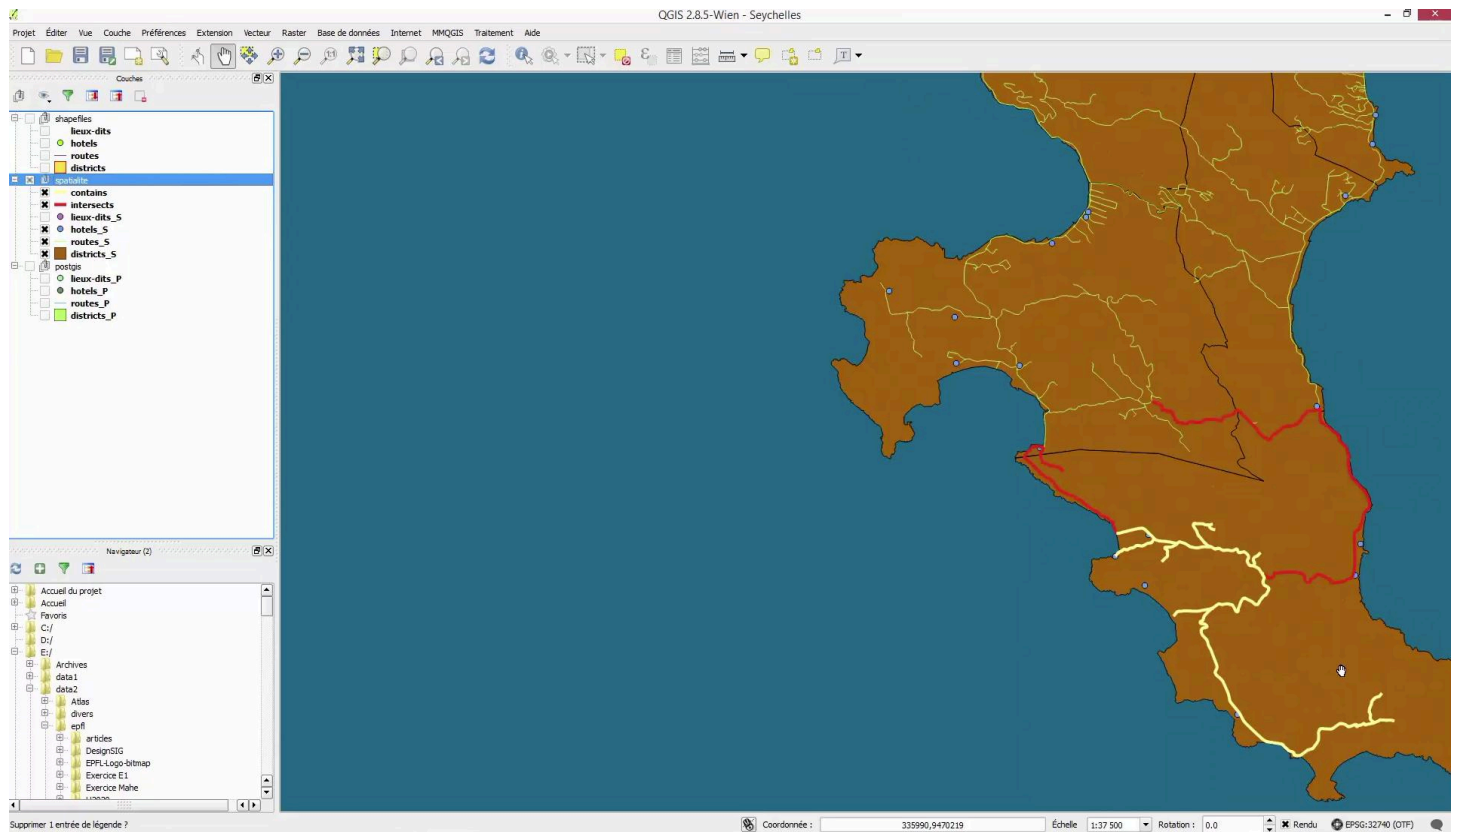 QGIS 2.8.5-Wien - Seychelles
Projet Éditer Vue Couche Préférences Extension Vecteur Raster Base de données Internet MMQGIS Traitement Aide
Couches
shapefiles
lieux-dits
hotels
routes
districts
spatialite
contains
intersects
lieux-dits_S
hotels_S
routes_S
districts_S
postgis
lieux-dits_P
hotels_P
routes_P
districts_P
Navigateur (2)
Accueil du projet
Accueil
Favoris
C:/
D:/
E:/
Archives
data1
data2
Atlas
divers
epfl
articles
DesignSIG
EPFL-Logo-bitmap
Exercice E1
Exercice Mahe
Supprimer 1 entrée de légende ?
Coordonnée : 335990,9470219 Échelle 1:37 500 Rotation : 0.0 Rendu EPSG:32740 (OTF)